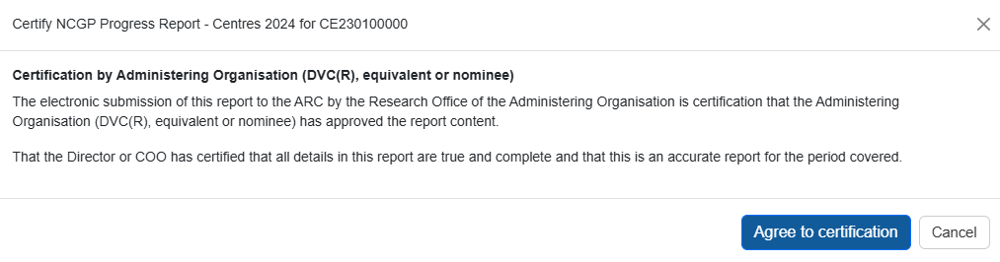 Certify NCGP Progress Report - Centres 2024 for CE230100000
Certification by Administering Organisation (DVC(R), equivalent or nominee)
The electronic submission of this report to the ARC by the Research Office of the Administering Organisation is certification that the Administering
Organisation (DVC(R), equivalent or nominee) has approved the report content.
That the Director or COO has certified that all details in this report are true and complete and that this is an accurate report for the period covered.
Agree to certification Cancel